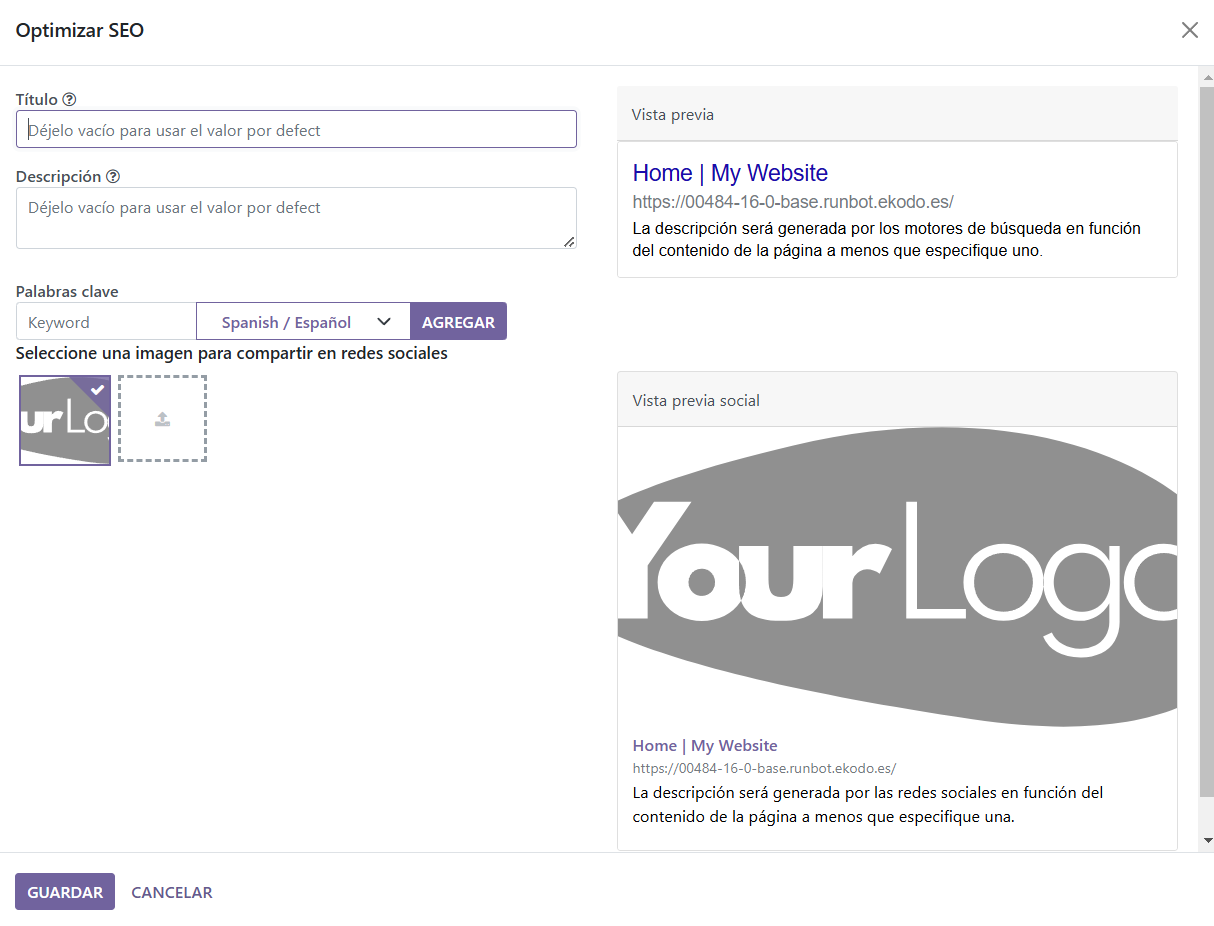 Optimizar SEO
Título
Déjelo vacío para usar el valor por defect
Descripción
Déjelo vacío para usar el valor por defect
Palabras clave
Keyword
Spanish / Español
AGREGAR
Seleccione una imagen para compartir en redes sociales
ur Lo
Vista previa
Home | My Website
https://00484-16-0-base.runbot.ekodo.es/
La descripción será generada por los motores de búsqueda en función
del contenido de la página a menos que especifique uno.
Vista previa social
YourLogo
Home | My Website
https://00484-16-0-base.runbot.ekodo.es/
La descripción será generada por las redes sociales en función del
contenido de la página a menos que especifique una.
GUARDAR
CANCELAR